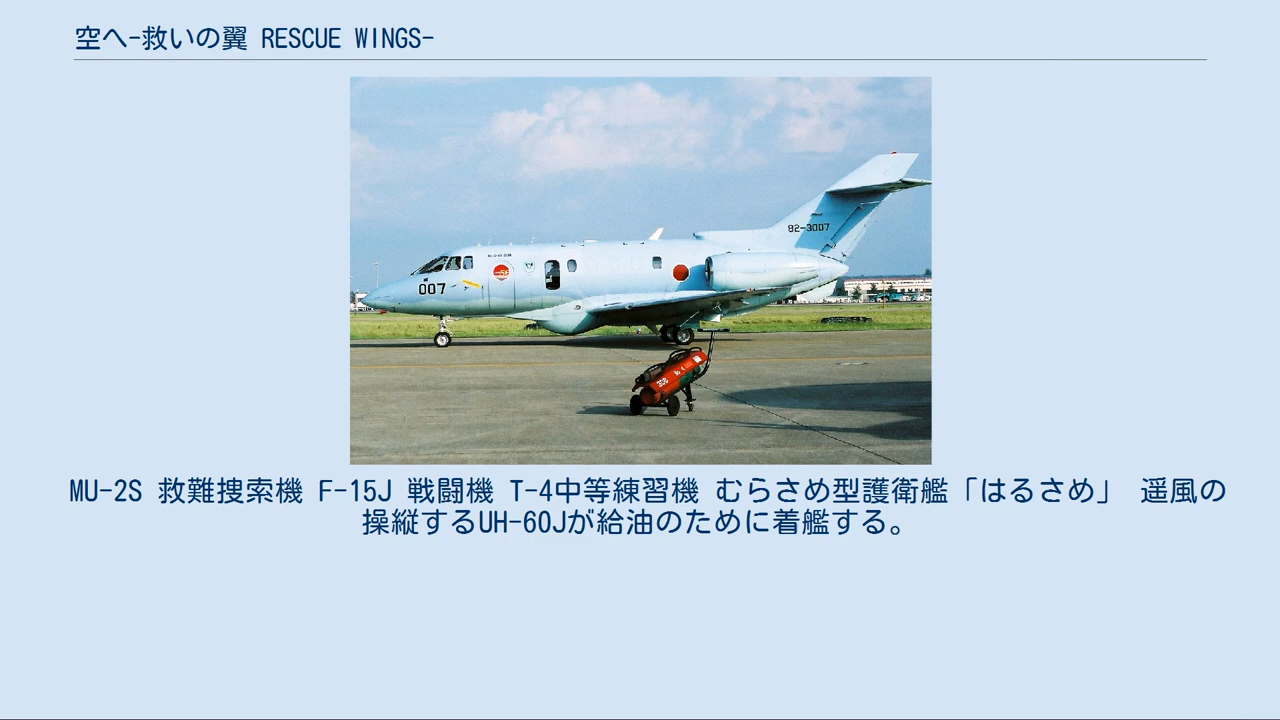 空へ-救いの翼 RESCUE WINGS-
92-3007
007
MU-2S 救難捜索機 F-15J 戦闘機 T-4中等練習機 むらさめ型護衛艦「はるさめ」 遥風の
操縦するUH-60Jが給油のために着艦する。